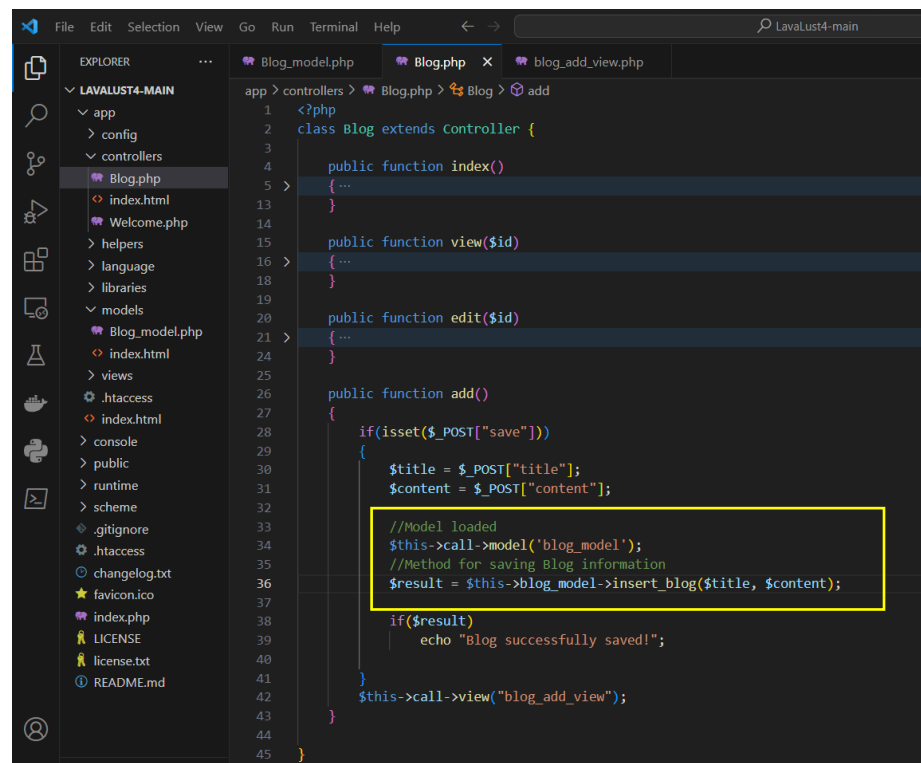 File Edit Selection View Go Run Terminal Help LavaLust4-main
EXPLORER ...
LAVALUST4-MAIN
app
config
controllers
Blog.php
index.html
Welcome.php
helpers
language
libraries
models
Blog_model.php
index.html
views
.htaccess
index.html
console
public
runtime
scheme
.gitignore
.htaccess
changelog.txt
favicon.ico
index.php
LICENSE
license.txt
README.md
Blog_model.php Blog.php blog_add_view.php
app > controllers > Blog.php > Blog > add
1 <?php
2 class Blog extends Controller {
3
4 public function index()
5 { ...
13 }
14
15 public function view($id)
16 { ...
18 }
19
20 public function edit($id)
21 { ...
24 }
25
26 public function add()
27 {
28 if(isset($_POST["save"]))
29 {
30 $title = $_POST["title"];
31 $content = $_POST["content"];
32
33 //Model loaded
34 $this->call->model('blog_model');
35 //Method for saving Blog information
36 $result = $this->blog_model->insert_blog($title, $content);
37
38 if($result)
39 echo "Blog successfully saved!";
40
41 }
42 $this->call->view("blog_add_view");
43 }
44
45 }